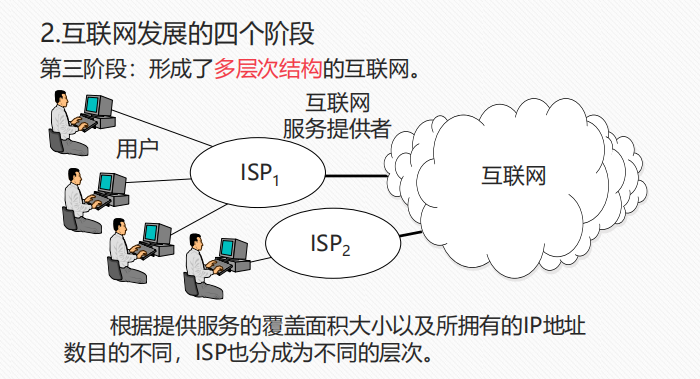 2.互联网发展的四个阶段
第三阶段：形成了多层次结构的互联网。
互联网
服务提供者
用户
ISP1
互联网
ISP2
根据提供服务的覆盖面积大小以及所拥有的IP地址
数目的不同，ISP也分成为不同的层次。